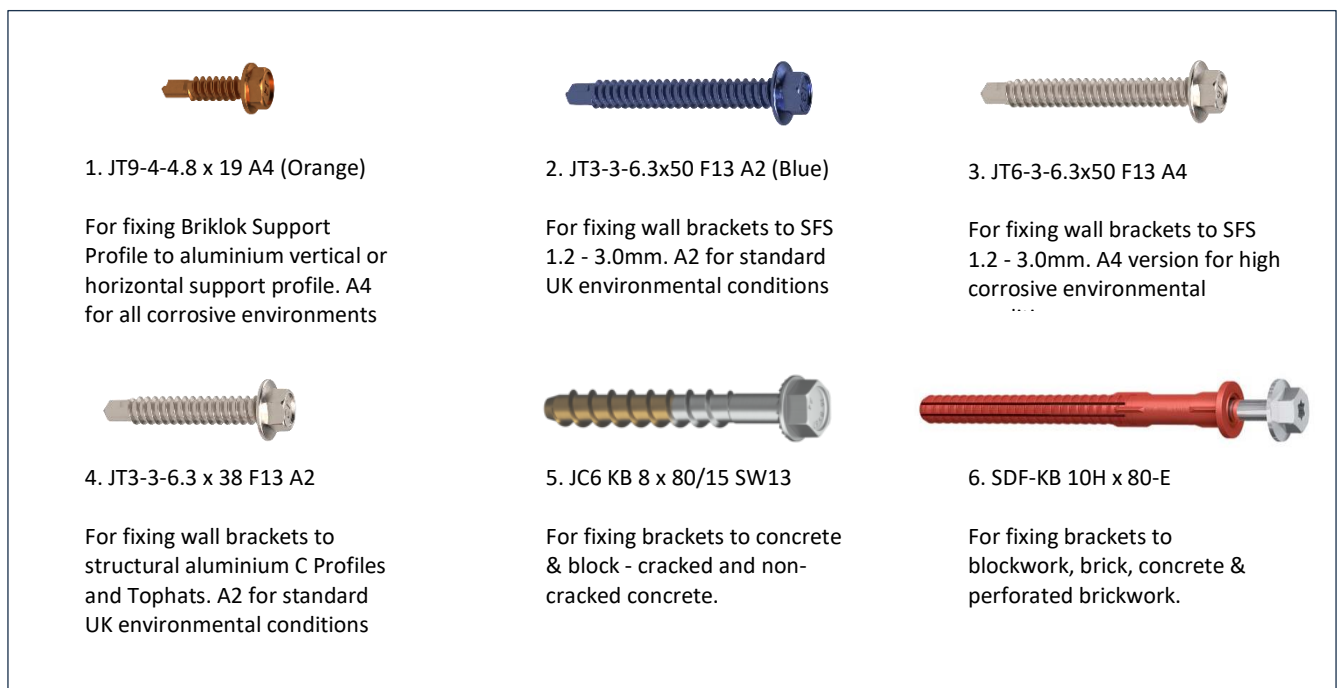 1. JT9-4-4.8 x 19 A4 (Orange)
For fixing Briklok Support
Profile to aluminium vertical or
horizontal support profile. A4
for all corrosive environments
2. JT3-3-6.3x50 F13 A2 (Blue)
For fixing wall brackets to SFS
1.2 - 3.0mm. A2 for standard
UK environmental conditions
3. JT6-3-6.3x50 F13 A4
For fixing wall brackets to SFS
1.2 - 3.0mm. A4 version for high
corrosive environmental
4. JT3-3-6.3 x 38 F13 A2
For fixing wall brackets to
structural aluminium C Profiles
and Tophats. A2 for standard
UK environmental conditions
5. JC6 KB 8 x 80/15 SW13
For fixing brackets to concrete
& block - cracked and non-
cracked concrete.
6. SDF-KB 10H x 80-E
For fixing brackets to
blockwork, brick, concrete &
perforated brickwork.